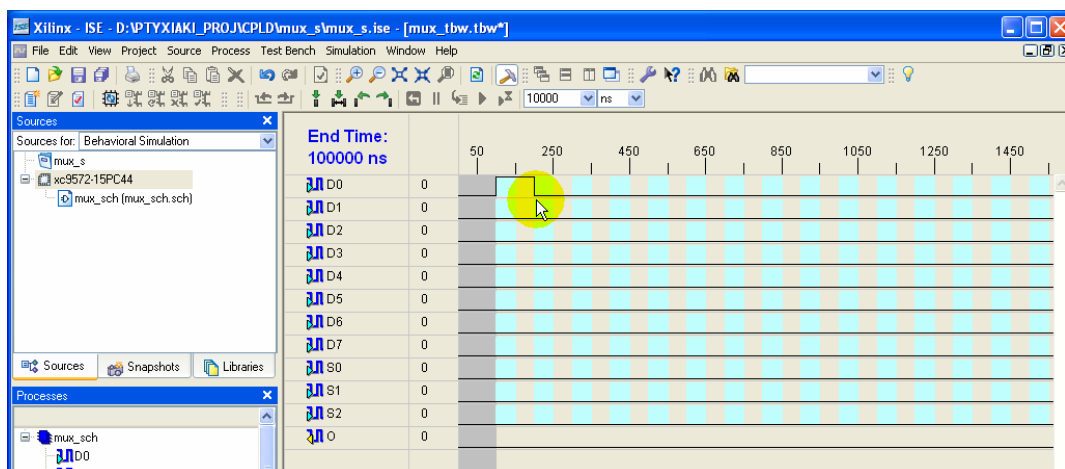 Xilinx - ISE - D:\PTYXIAKI_PROJ\CPLD\mux_s\mux_s.ise - [mux_tbw.tbw*]
File Edit View Project Source Process Test Bench Simulation Window Help
10000 ns
Sources
Sources for: Behavioral Simulation
mux_s
xc9572-15PC44
mux_sch (mux_sch.sch)
Sources Snapshots Libraries
Processes
mux_sch
D0
End Time:
100000 ns
50 250 450 650 850 1050 1250 1450
D0 0
D1 0
D2 0
D3 0
D4 0
D5 0
D6 0
D7 0
S0 0
S1 0
S2 0
O 0